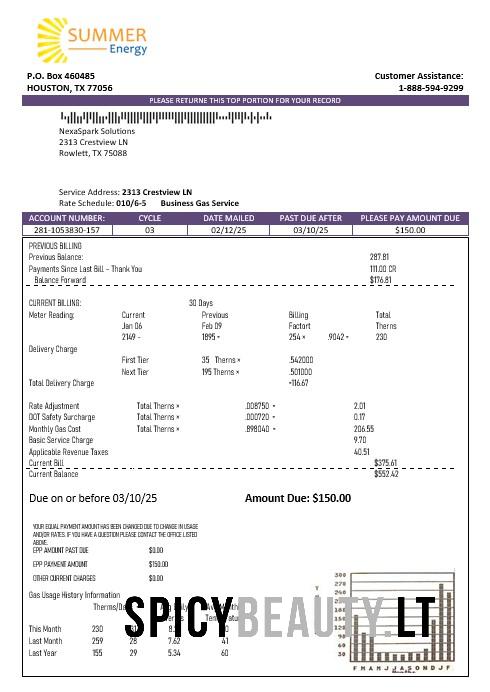 SUMMER
Energy
P.O. Box 460485
HOUSTON, TX 77056
Customer Assistance:
1-888-594-9299
PLEASE RETURNE THIS TOP PORTION FOR YOUR RECORD
NexaSpark Solutions
2313 Crestview LN
Rowlett, TX 75088
Service Address: 2313 Crestview LN
Rate Schedule: 010/6-5 Business Gas Service
ACCOUNT NUMBER: CYCLE DATE MAILED PAST DUE AFTER PLEASE PAY AMOUNT DUE
281-1053830-157 03 02/12/25 03/10/25 $150.00
PREVIOUS BILLING
Previous Balance: 287.81
Payments Since Last Bill – Thank You 111.00 CR
Balance Forward $176.81
CURRENT BILLING: 30 Days
Meter Reading: Current Previous Billing Total
Jan 06 Feb 09 Factort Therns
2149 - 1895 = 254 × .9042 = 230
Delivery Charge
First Tier 35 Therns × .542000
Next Tier 195 Therns × .501000
Total Delivery Charge =116.67
Rate Adjustment Total Therns × .008750 = 2.01
DOT Safety Surcharge Total Therns × .000720 = 0.17
Monthly Gas Cost Total Therns × .898040 = 206.55
Basic Service Charge 9.70
Applicable Revenue Taxes 40.51
Current Bill $375.61
Current Balance $552.42
Due on or before 03/10/25 Amount Due: $150.00
YOUR EQUAL PAYMENT AMOUNT HAS BEEN CHANGED DUE TO CHANGE IN USAGE
AND/OR RATES. IF YOU HAVE A QUESTION PLEASE CONTACT THE OFFICE LISTED
ABOVE.
EPP AMOUNT PAST DUE $0.00
EPP PAYMENT AMOUNT $150.00
OTHER CURRENT CHARGES $0.00
Gas Usage History Information
SPICYBEAUTY.LT
This Month 230
Last Month 259 28 7.62 41
Last Year 155 29 5.34 60
300
270
240
210
180
150
120
90
60
30
F M A M J J A S O N D J F